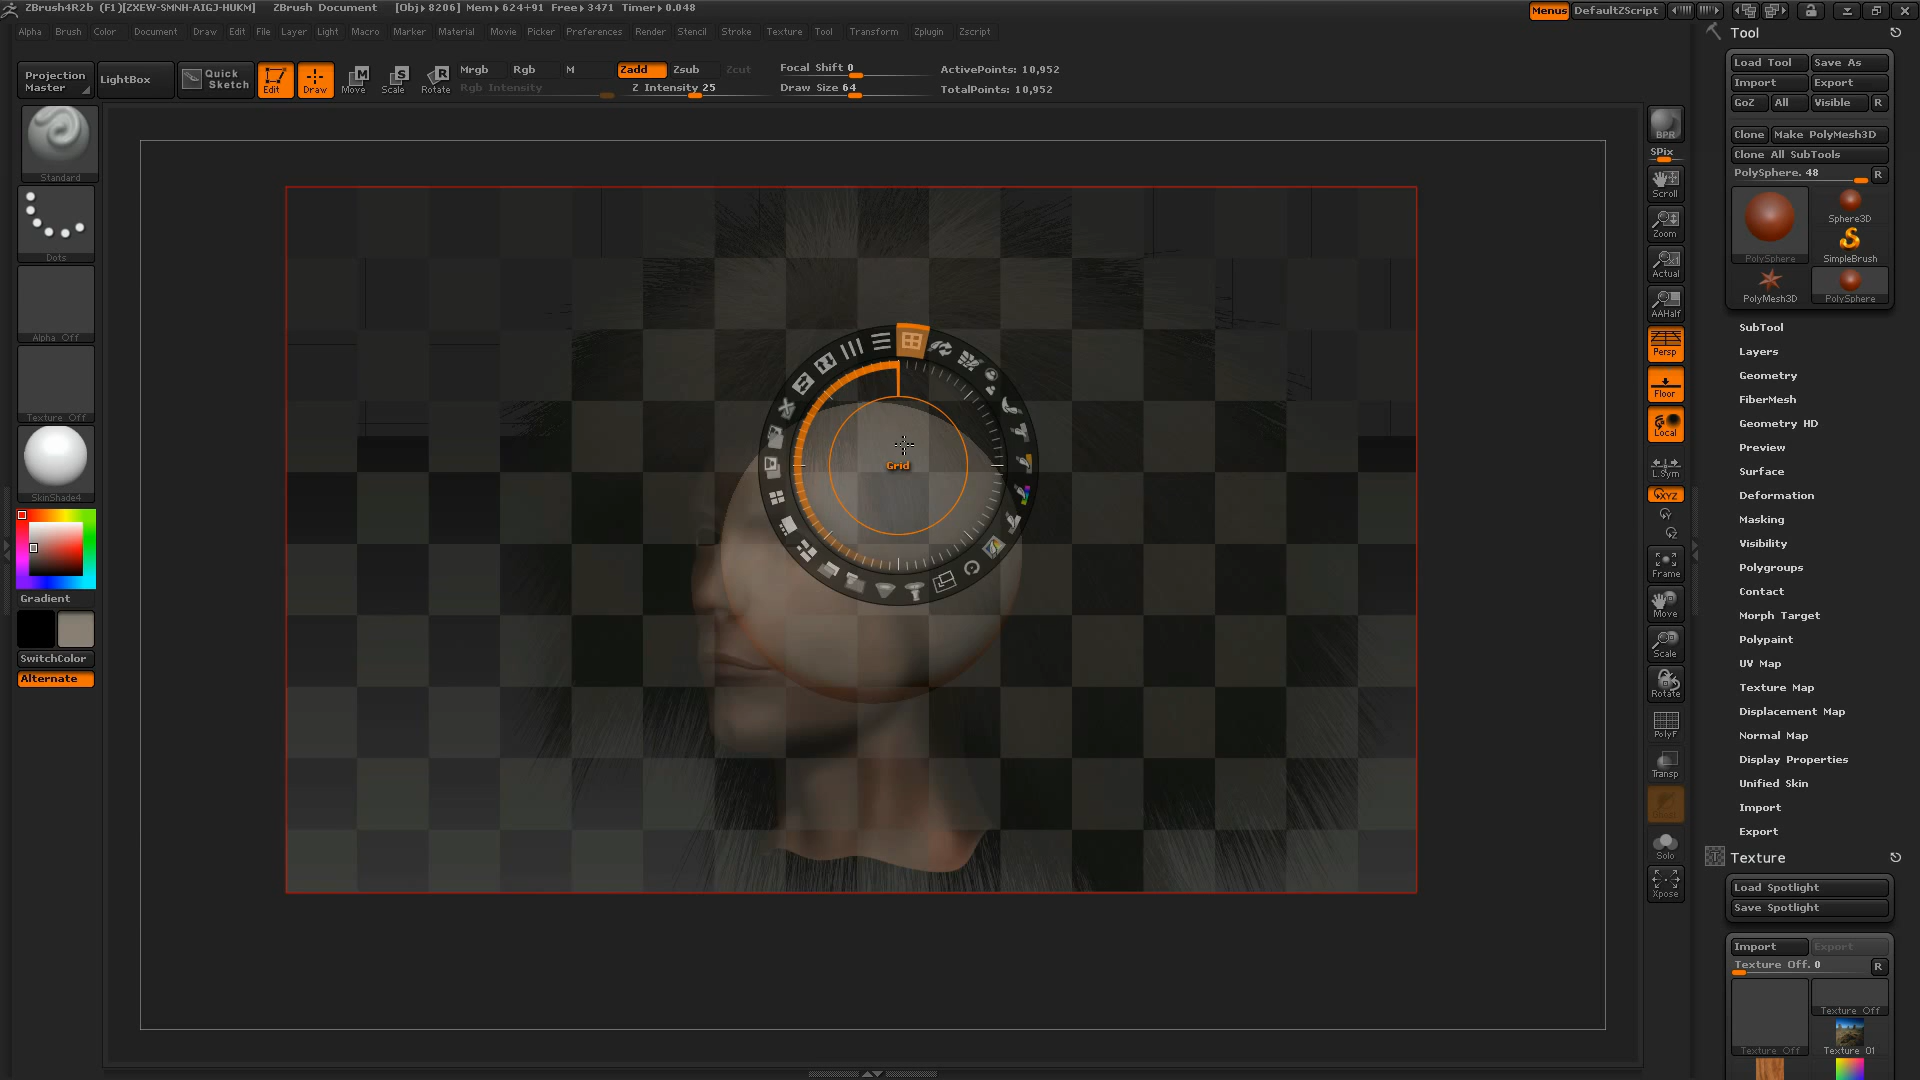 ZBrush4R2b (F1)[ZXEW-SMNH-AIGJ-HUKM] ZBrush Document [Obj▸8206] Mem▸624+91 Free▸3471 Timer▸0.048 Menus DefaultZScript
Alpha Brush Color Document Draw Edit File Layer Light Macro Marker Material Movie Picker Preferences Render Stencil Stroke Texture Tool Transform Zplugin Zscript
Projection Master
LightBox
Quick Sketch
Edit
Draw
Move
Scale
Rotate
Mrgb Rgb M Zadd Zsub Zcut
Rgb Intensity Z Intensity 25
Focal Shift 0
Draw Size 64
ActivePoints: 10,952
TotalPoints: 10,952
Standard
Dots
Alpha Off
Texture Off
SkinShade4
Gradient
SwitchColor
Alternate
Grid
BPR
SPix
Scroll
Zoom
Actual
AAHalf
Persp
Floor
Local
L.Sym
XYZ
Frame
Move
Scale
Rotate
PolyF
Transp
Solo
Xpose
Tool
Load Tool Save As
Import Export
GoZ All Visible R
Clone Make PolyMesh3D
Clone All SubTools
PolySphere. 48 R
PolySphere
Sphere3D
SimpleBrush
PolyMesh3D
PolySphere
SubTool
Layers
Geometry
FiberMesh
Geometry HD
Preview
Surface
Deformation
Masking
Visibility
Polygroups
Contact
Morph Target
Polypaint
UV Map
Texture Map
Displacement Map
Normal Map
Display Properties
Unified Skin
Import
Export
Texture
Load Spotlight
Save Spotlight
Import Export
Texture Off. 0 R
Texture Off
Texture Off
Texture 01